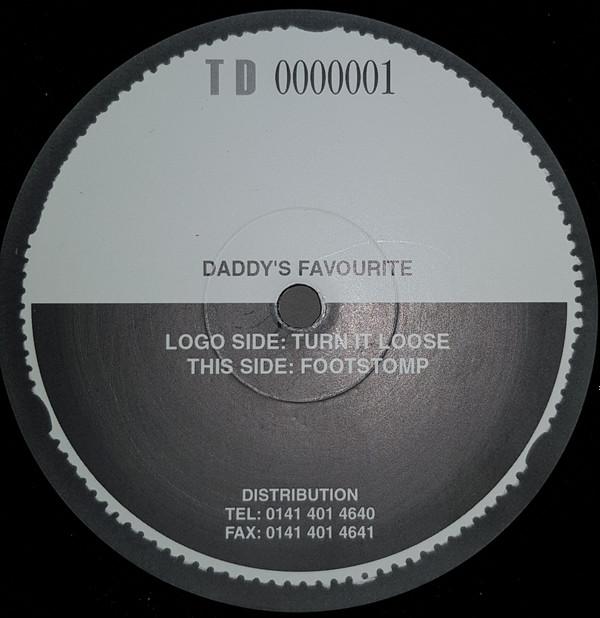 TD 0000001
DADDY'S FAVOURITE
LOGO SIDE: TURN IT LOOSE
THIS SIDE: FOOTSTOMP
DISTRIBUTION
TEL: 0141 401 4640
FAX: 0141 401 4641